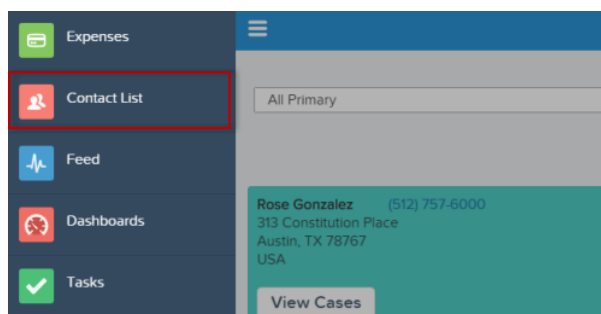 Expenses
Contact List
Feed
Dashboards
Tasks
All Primary
Rose Gonzalez (512) 757-6000
313 Constitution Place
Austin, TX 78767
USA
View Cases